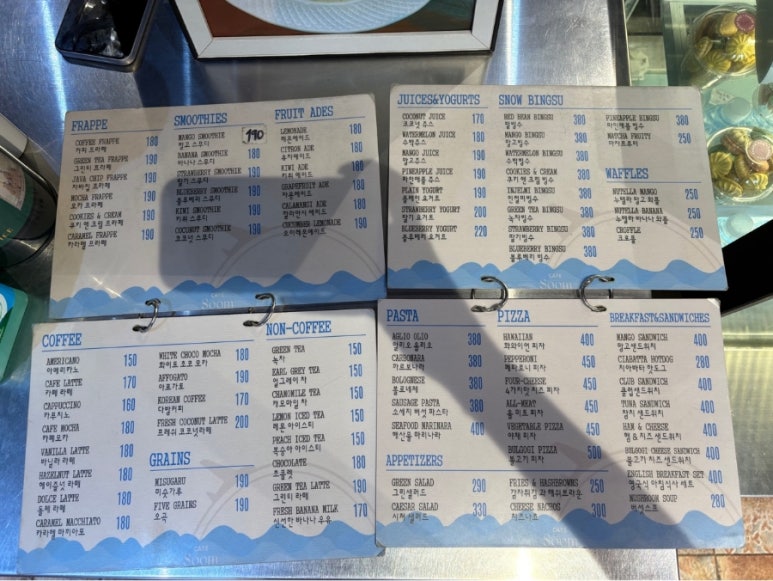 FRAPPE
COFFEE FRAPPE 180
커피 프라페
GREEN TEA FRAPPE 180
그린티 프라페
JAVA CHIP FRAPPE 190
자바칩 프라페
MOCHA FRAPPE 190
모카 프라페
COOKIES & CREAM 190
쿠키 앤 크림 프라페
CARAMEL FRAPPE 190
카라멜 프라페
SMOOTHIES
MANGO SMOOTHIE 190
망고 스무디
BANANA SMOOTHIE 180
바나나 스무디
STRAWBERRY SMOOTHIE 180
딸기 스무디
BLUEBERRY SMOOTHIE 190
블루베리 스무디
KIWI SMOOTHIE 190
키위 스무디
COCONUT SMOOTHIE 190
코코넛 스무디
FRUIT ADES
LEMONADE 180
레몬에이드
CITRON ADE 180
유자에이드
KIWI ADE 180
키위 에이드
GRAPEFRUIT ADE 180
자몽에이드
CALAMANSI ADE 180
칼라만시 에이드
CUCUMBER LEMONADE 190
오이레몬에이드
JUICES&YOGURTS
COCONUT JUICE 170
코코넛 주스
WATERMELON JUICE 180
수박주스
MANGO JUICE 190
망고주스
PINEAPPLE JUICE 190
파인애플 주스
PLAIN YOGURT 190
플레인 요거트
STRAWBERRY YOGURT 200
딸기 요거트
BLUEBERRY YOGURT 220
블루베리 요거트
SNOW BINGSU
RED BEAN BINGSU 380
팥빙수
MANGO BINGSU 380
망고빙수
WATERMELON BINGSU 380
수박빙수
COOKIES & CREAM 380
쿠키 앤크림 빙수
INJELMI BINGSU 380
인절미빙수
GREEN TEA BINGSU 380
녹차빙수
STRAWBERRY BINGSU 380
딸기빙수
BLUEBERRY BINGSU 380
블루베리 빙수
PINEAPPLE BINGSU 380
파인애플 빙수
MATCHA FRUITY 250
WAFFLES
NUTELLA MANGO 250
누텔라 망고 와플
NUTELLA BANANA 250
누텔라 바나나 와플
CROFFLE 250
크로플
CAFE
Soom
COFFEE
AMERICANO 150
아메리카노
CAFE LATTE 170
카페 라떼
CAPPUCCINO 160
카푸치노
CAFE MOCHA 180
카페모카
VANILLA LATTE 180
바닐라 라떼
HAZELNUT LATTE 180
헤이즐넛 라떼
DOLCE LATTE 180
돌체 라떼
CARAMEL MACCHIATO 180
카라멜 마끼아또
WHITE CHOCO MOCHA 180
화이트 초코 모카
AFFOGATO 190
아포가토
KOREAN COFFEE 170
다방커피
FRESH COCONUT LATTE 200
프레쉬 코코넛라떼
GRAINS
MISUGARU 190
미숫가루
FIVE GRAINS 190
오곡
NON-COFFEE
GREEN TEA 150
녹차
EARL GREY TEA 150
얼그레이 차
CHAMOMILE TEA 150
카모마일 차
LEMON ICED TEA 150
레몬 아이스티
PEACH ICED TEA 150
복숭아 아이스티
CHOCOLATE 180
초콜렛
GREEN TEA LATTE 190
그린티 라떼
FRESH BANANA MILK 170
신선한 바나나 우유
CAFE
Soom
PASTA
AGLIO OLIO 380
알리오 올리오
CARBONARA 380
까르보나라
BOLOGNESE 380
볼로네제
SAUSAGE PASTA 400
소세지 버섯 파스타
SEAFOOD MARINARA 400
해산물 마리나라
APPETIZERS
GREEN SALAD 290
그린샐러드
CAESAR SALAD 330
시저 샐러드
PIZZA
HAWAIIAN 400
하와이안 피자
PEPPERONI 450
페퍼로니 피자
FOUR-CHEESE 450
4가지맛 치즈 피자
ALL-MEAT 450
올 미트 피자
VEGETABLE PIZZA 450
야채 피자
BULGOGI PIZZA 500
불고기 피자
FRIES & HASHBROWNS 250
감자튀김 과 해쉬브라운
CHEESE NACHOS 300
치즈나쵸
BREAKFAST&SANDWICHES
MANGO SANDWICH 380
망고샌드위치
CIABATTA HOTDOG 280
치아바타 핫도그
CLUB SANDWICH 400
클럽샌드위치
TUNA SANDWICH 400
참치 샌드위치
HAM & CHEESE 400
햄 & 치즈 샌드위치
BULGOGI CHEESE SANDWICH 400
불고기 치즈 샌드위치
ENGLISH BREAKFAST SET 400
영국식 아침식사 세트
MUSHROOM SOUP 280
버섯스프
CAFE
Soom